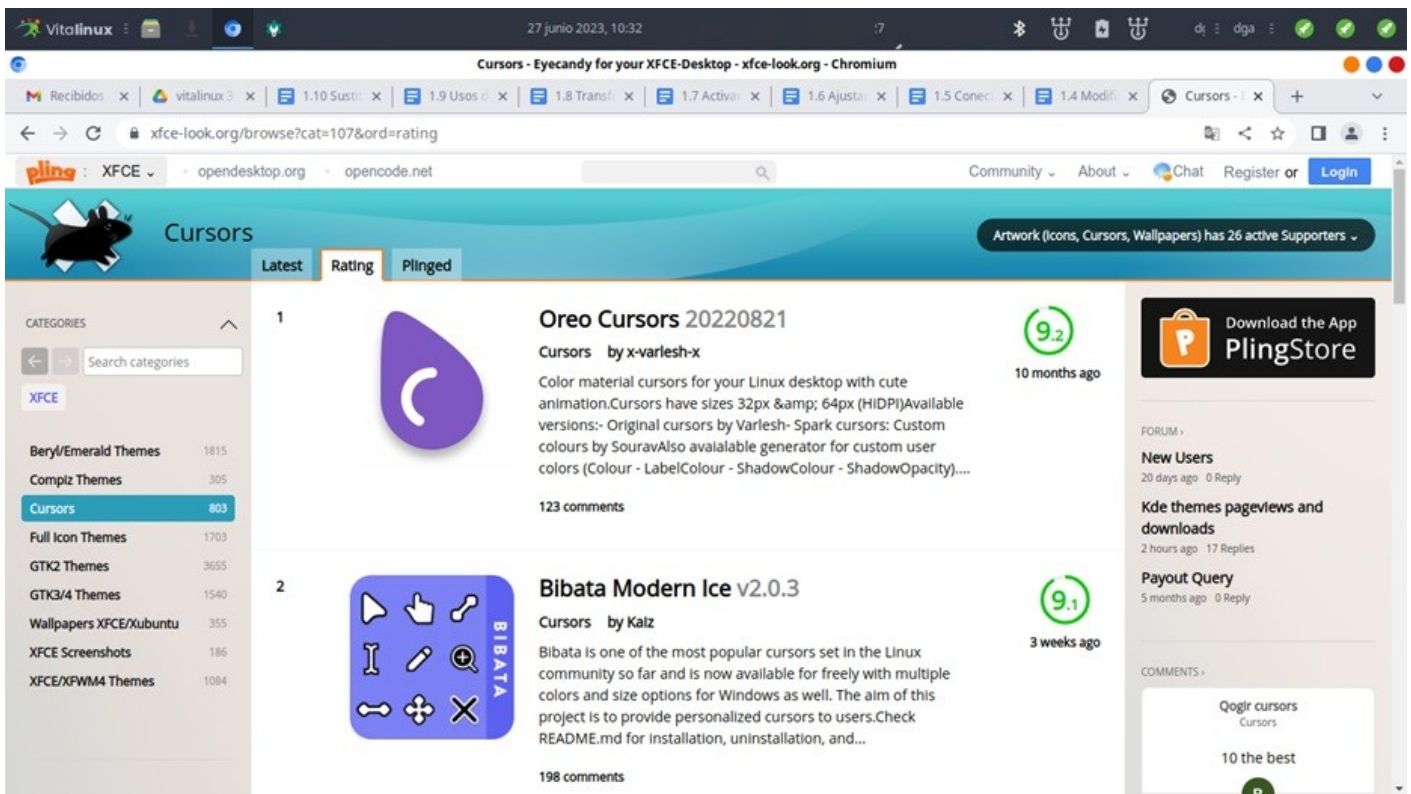 Vitalinux
27 junio 2023, 10:32
:7
dga
Cursors - Eyecandy for your XFCE-Desktop - xfce-look.org - Chromium
Recibidos
vitalinux 3
1.10 Susti
1.9 Usos d
1.8 Transf
1.7 Activar
1.6 Ajustar
1.5 Conec
1.4 Modifi
Cursors - E
xfce-look.org/browse?cat=107&ord=rating
pling : XFCE
opendesktop.org
opencode.net
Community
About
Chat
Register or Login
Cursors
Artwork (Icons, Cursors, Wallpapers) has 26 active Supporters
Latest
Rating
Plinged
CATEGORIES
Search categories
XFCE
Beryl/Emerald Themes 1815
Compiz Themes 305
Cursors 803
Full Icon Themes 1703
GTK2 Themes 3655
GTK3/4 Themes 1540
Wallpapers XFCE/Xubuntu 355
XFCE Screenshots 186
XFCE/XFWM4 Themes 1084
1
Oreo Cursors 20220821
Cursors by x-varlesh-x
Color material cursors for your Linux desktop with cute
animation.Cursors have sizes 32px &amp; 64px (HiDPI)Available
versions:- Original cursors by Varlesh- Spark cursors: Custom
colours by SouravAlso avaialable generator for custom user
colors (Colour - LabelColour - ShadowColour - ShadowOpacity)....
123 comments
9.2
10 months ago
2
BIBATA
Bibata Modern Ice v2.0.3
Cursors by Kaiz
Bibata is one of the most popular cursors set in the Linux
community so far and is now available for freely with multiple
colors and size options for Windows as well. The aim of this
project is to provide personalized cursors to users.Check
README.md for installation, uninstallation, and...
198 comments
9.1
3 weeks ago
Download the App
PlingStore
FORUM ›
New Users
20 days ago 0 Reply
Kde themes pageviews and
downloads
2 hours ago 17 Replies
Payout Query
5 months ago 0 Reply
COMMENTS ›
Qogir cursors
Cursors
10 the best